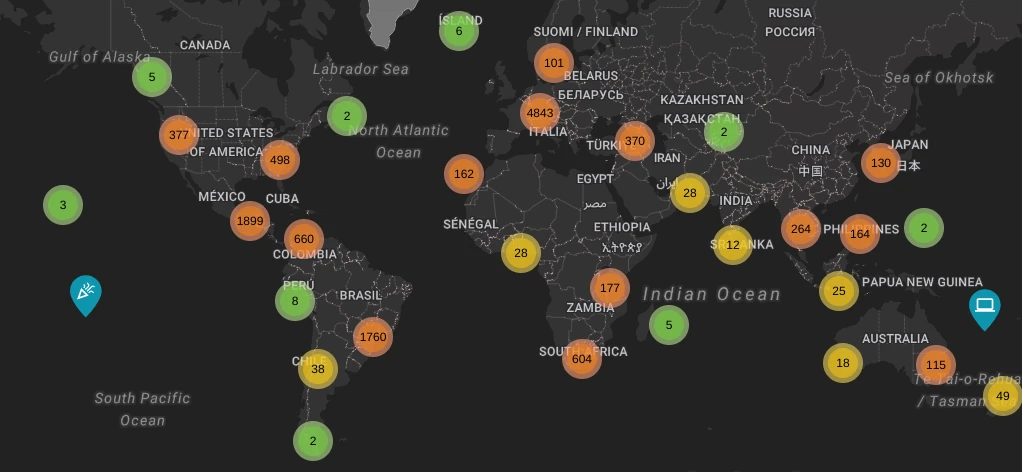 ÍSLAND
6
RUSSIA
РОССИЯ
SUOMI / FINLAND
CANADA
Gulf of Alaska
5
Labrador Sea
101
BELARUS
БЕЛАРУСЬ
Sea of Okhotsk
KAZAKHSTAN
ҚАЗАҚСТАН
2
4843
ITALIA
2
North Atlantic
Ocean
377
UNITED STATES
OF AMERICA
498
TÜRKİYE
370
IRAN
ایران
CHINA
中国
JAPAN
日本
130
162
EGYPT
مصر
28
INDIA
3
MÉXICO
CUBA
1899
660
COLOMBIA
SÉNÉGAL
28
ETHIOPIA
ኢትዮጵያ
SRI LANKA
12
264
PHILIPPINES
164
2
PERÚ
8
BRASIL
177
ZAMBIA
Indian Ocean
25
PAPUA NEW GUINEA
5
1760
CHILE
38
SOUTH AFRICA
604
AUSTRALIA
18
115
Te Tai-o-Rehua
/ Tasman
49
South Pacific
Ocean
2